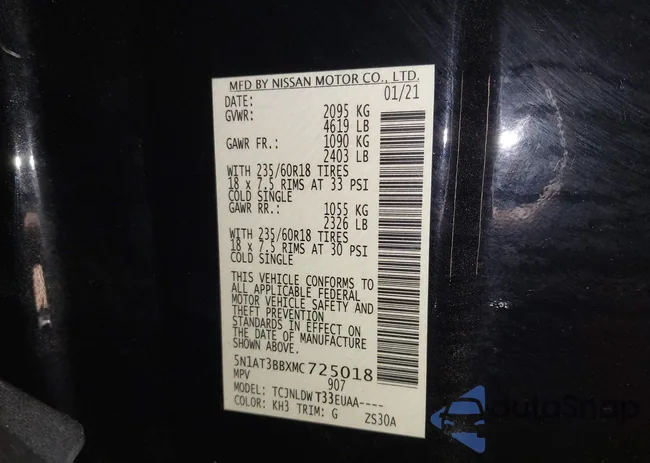 MFD BY NISSAN MOTOR CO., LTD.
DATE: 01/21
GVWR: 2095 KG
4619 LB
GAWR FR.: 1090 KG
2403 LB
WITH 235/60R18 TIRES
18 x 7.5 RIMS AT 33 PSI
COLD SINGLE
GAWR RR.: 1055 KG
2326 LB
WITH 235/60R18 TIRES
18 x 7.5 RIMS AT 30 PSI
COLD SINGLE
THIS VEHICLE CONFORMS TO
ALL APPLICABLE FEDERAL
MOTOR VEHICLE SAFETY AND
THEFT PREVENTION
STANDARDS IN EFFECT ON
THE DATE OF MANUFACTURE
SHOWN ABOVE.
5N1AT3BBXMC725018
MPV 907
MODEL: TCJNLDWT33EUAA----
COLOR: KH3 TRIM: G ZS30A
AutoSnap